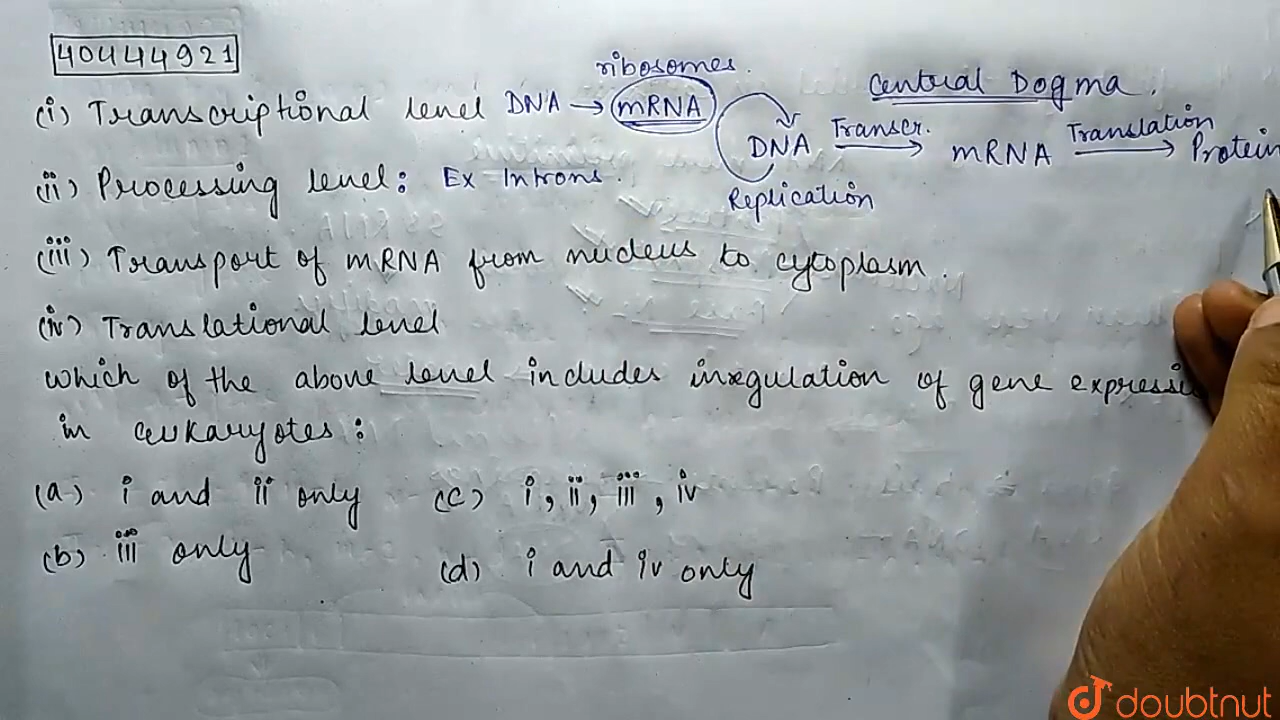 40444921
ribosomes.
(i) Transcriptional level DNA → mRNA
Central Dogma.
DNA Transcr. → mRNA Translation → Protein
Replication
(ii) Processing level: Ex Introns.
(iii) Transport of mRNA from nucleus to cytoplasm.
(iv) Translational level
which of the above level includes in regulation of gene
in eukaryotes:
(a) i and ii only (c) i, ii, iii, iv
(b) iii only
(d) i and iv only
doubtnut